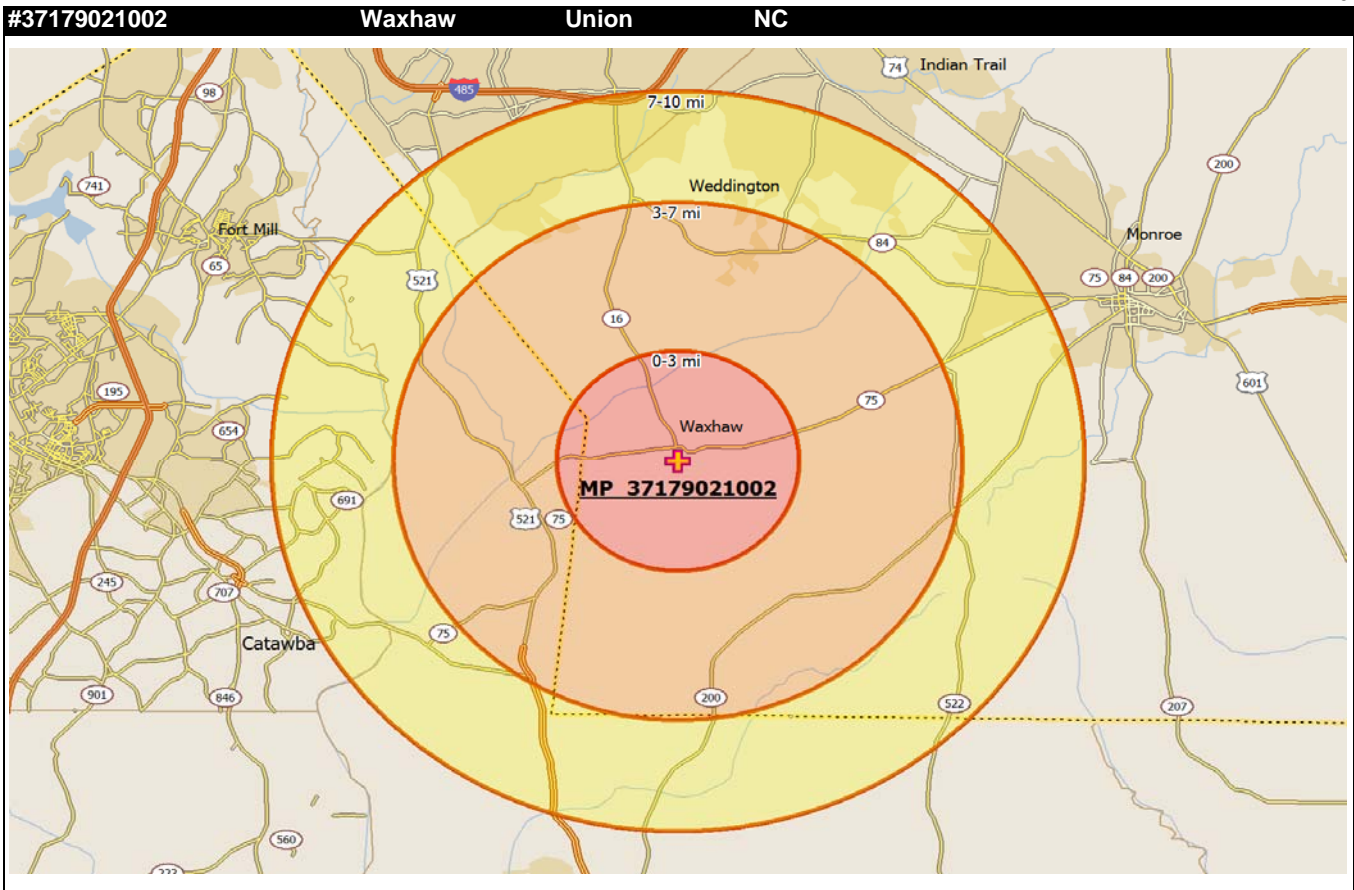 #37179021002 Waxhaw Union NC
98
485
74 Indian Trail
7-10 mi
200
741
Weddington
3-7 mi
Fort Mill
Monroe
84
65
521
75 84 200
16
0-3 mi
601
195
75
654
Waxhaw
MP 37179021002
691
521 75
245
707
75
Catawba
901
846
200
522
207
560